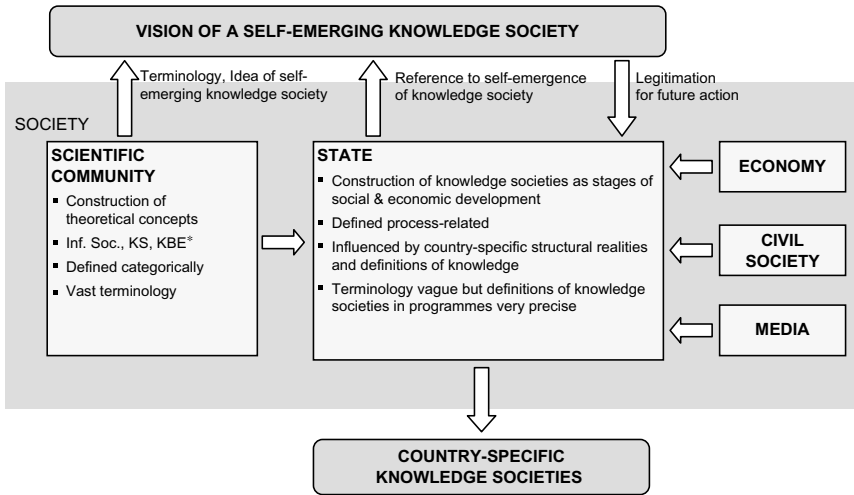 VISION OF A SELF-EMERGING KNOWLEDGE SOCIETY
Terminology, Idea of self-
emerging knowledge society
Reference to self-emergence
of knowledge society
Legitimation
for future action
SOCIETY
SCIENTIFIC
COMMUNITY
▪ Construction of
theoretical concepts
▪ Inf. Soc., KS, KBE*
▪ Defined categorically
▪ Vast terminology
STATE
▪ Construction of knowledge societies as stages of
social & economic development
▪ Defined process-related
▪ Influenced by country-specific structural realities
and definitions of knowledge
▪ Terminology vague but definitions of knowledge
societies in programmes very precise
ECONOMY
CIVIL
SOCIETY
MEDIA
COUNTRY-SPECIFIC
KNOWLEDGE SOCIETIES